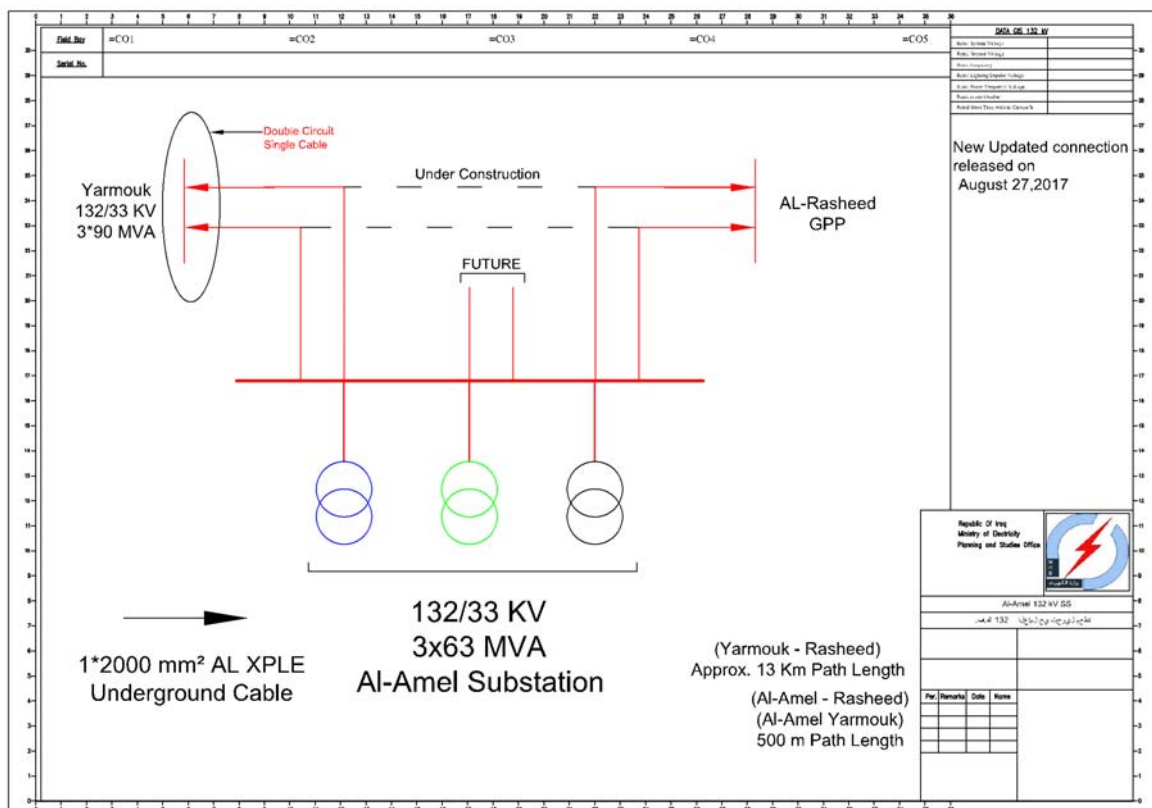 Field Bay =CO1 =CO2 =CO3 =CO4 =CO5
Serial No.
DATA GIS 132 kV
New Updated connection
released on
August 27,2017
Double Circuit
Single Cable
Under Construction
Yarmouk
132/33 KV
3*90 MVA
AL-Rasheed
GPP
FUTURE
132/33 KV
3x63 MVA
Al-Amel Substation
1*2000 mm² AL XPLE
Underground Cable
(Yarmouk - Rasheed)
Approx. 13 Km Path Length
(Al-Amel - Rasheed)
(Al-Amel Yarmouk)
500 m Path Length
Republic Of Iraq
Ministry of Electricity
Planning and Studies Office
Al-Amel 132 kV SS
132
Per. Remarks Date Name